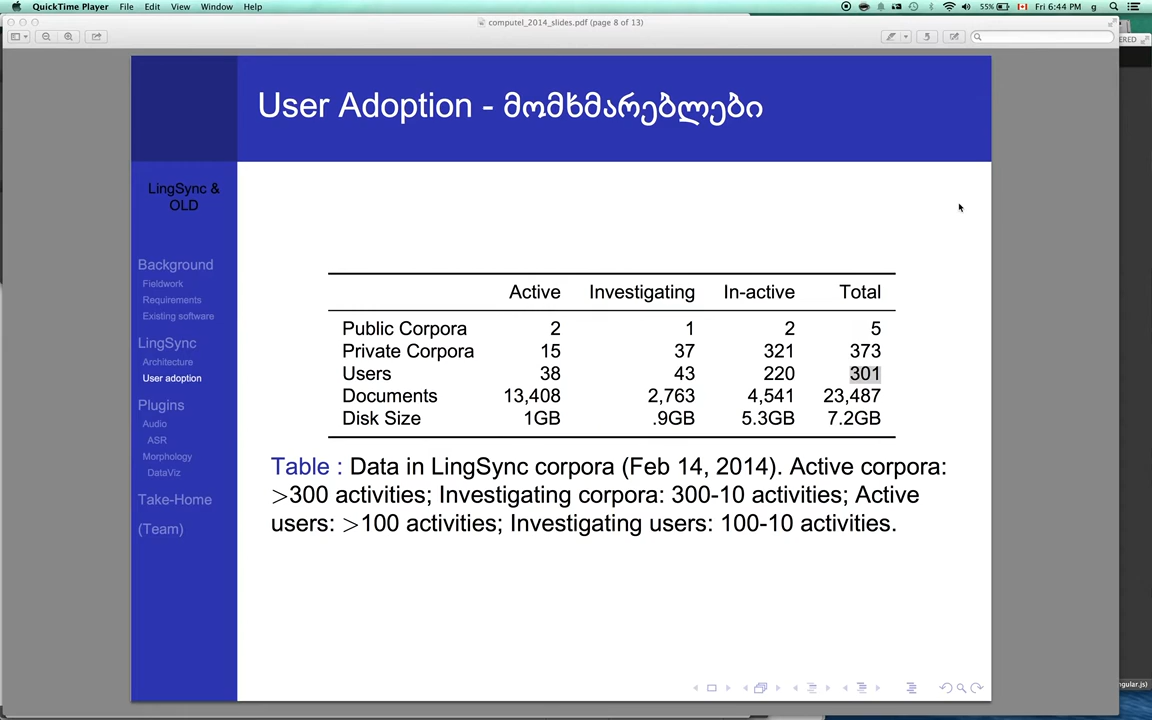 QuickTime Player File Edit View Window Help 55% Fri 6:44 PM g
computel_2014_slides.pdf (page 8 of 13)
ERED
User Adoption - მომხმარებლები
LingSync &
OLD
Background
Fieldwork
Requirements
Existing software
LingSync
Architecture
User adoption
Plugins
Audio
ASR
Morphology
DataViz
Take-Home
(Team)
Active Investigating In-active Total
Public Corpora 2 1 2 5
Private Corpora 15 37 321 373
Users 38 43 220 301
Documents 13,408 2,763 4,541 23,487
Disk Size 1GB .9GB 5.3GB 7.2GB
Table : Data in LingSync corpora (Feb 14, 2014). Active corpora:
>300 activities; Investigating corpora: 300-10 activities; Active
users: >100 activities; Investigating users: 100-10 activities.
ngular.js)